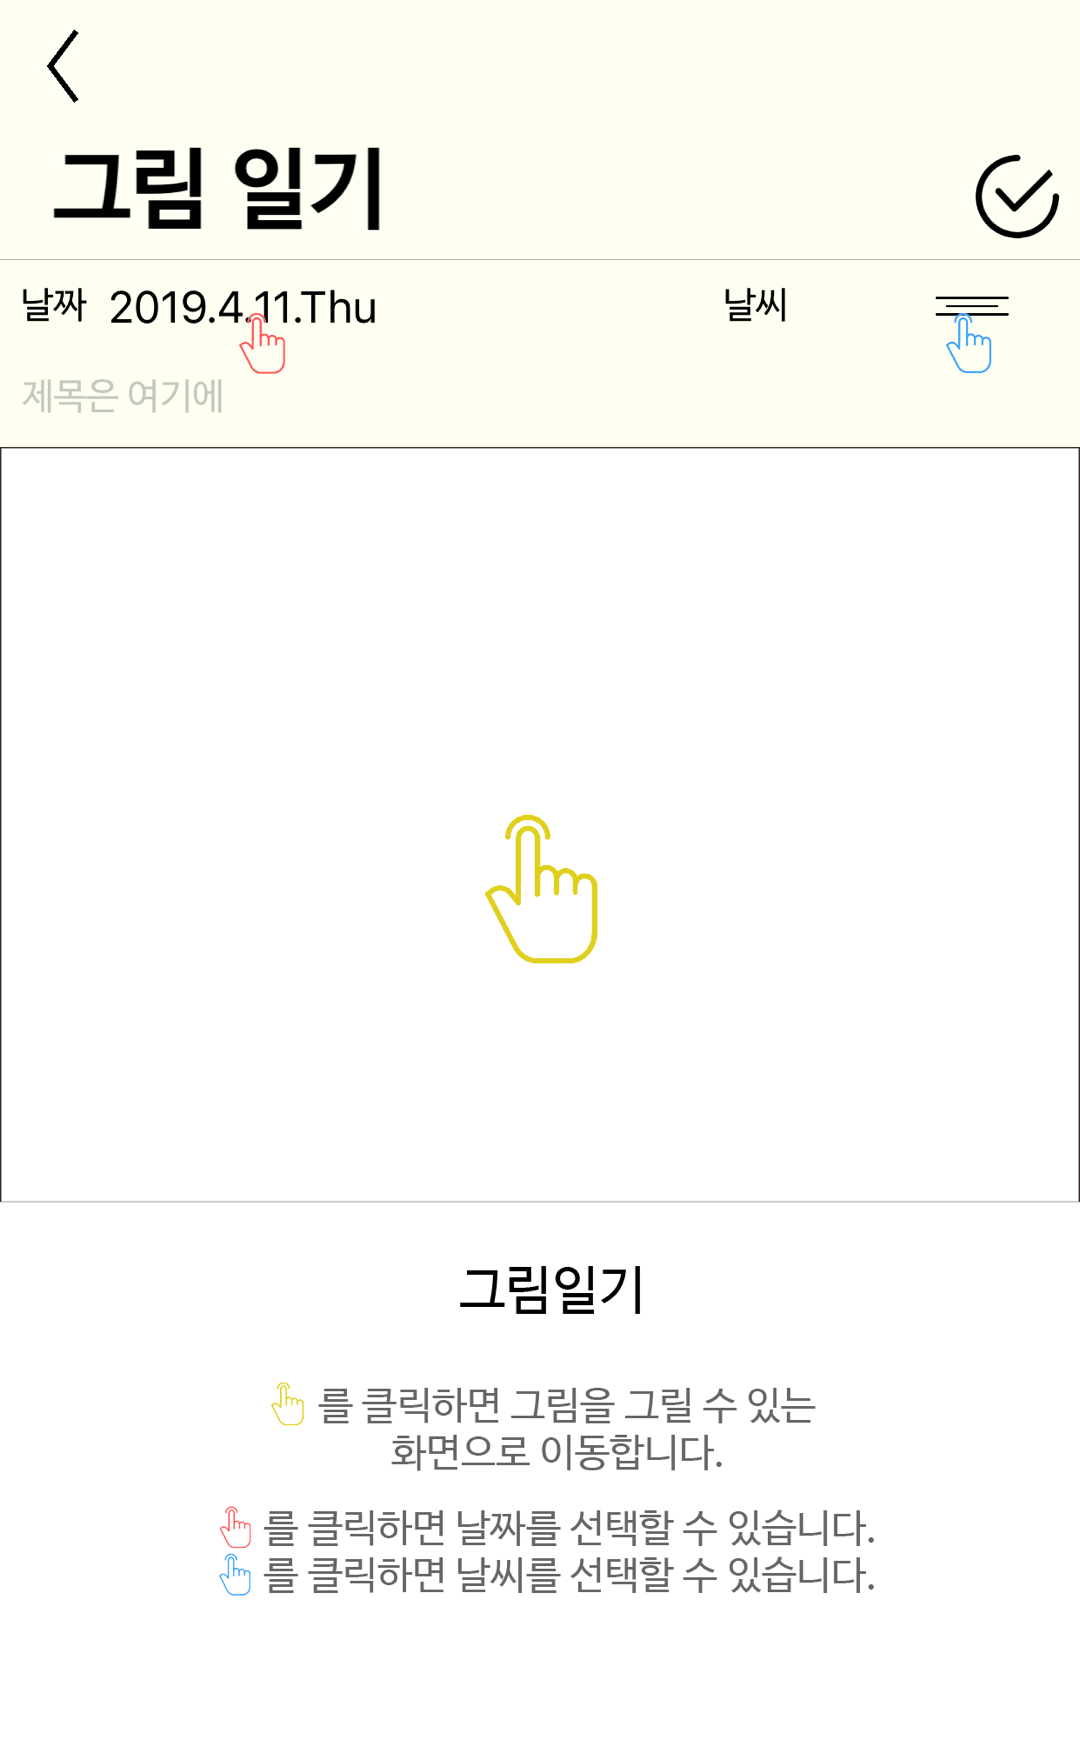 그림 일기
날짜 2019.4.11.Thu 날씨
제목은 여기에
그림일기
를 클릭하면 그림을 그릴 수 있는
화면으로 이동합니다.
를 클릭하면 날짜를 선택할 수 있습니다.
를 클릭하면 날씨를 선택할 수 있습니다.